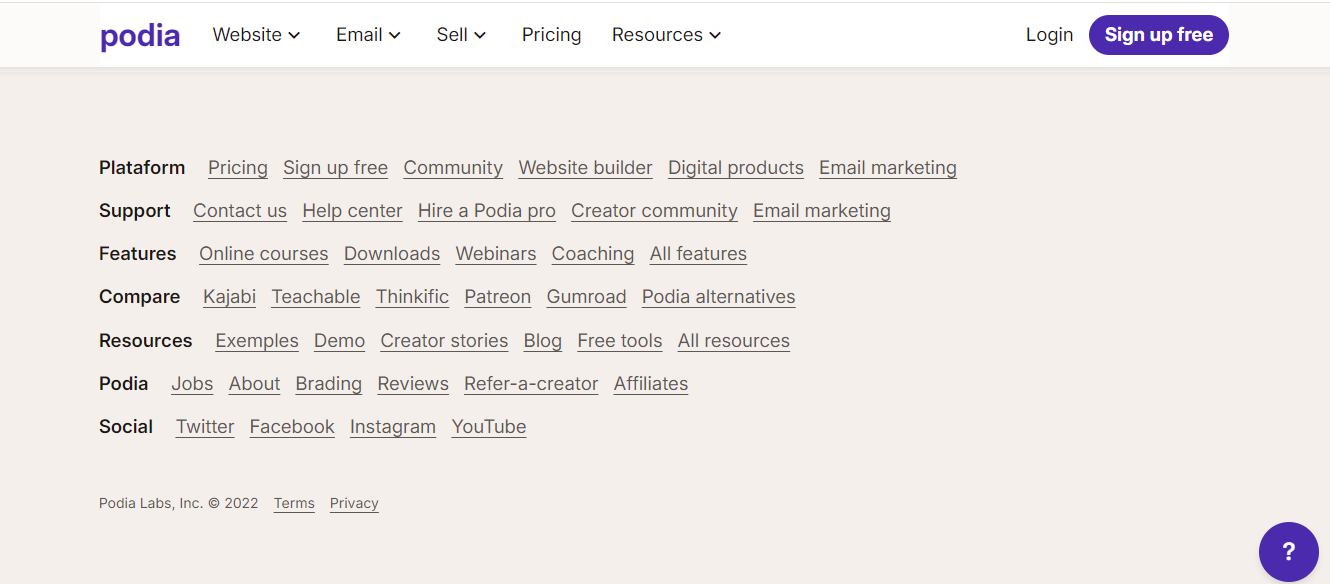 podia Website Email Sell Pricing Resources Login Sign up free
Plataform Pricing Sign up free Community Website builder Digital products Email marketing
Support Contact us Help center Hire a Podia pro Creator community Email marketing
Features Online courses Downloads Webinars Coaching All features
Compare Kajabi Teachable Thinkific Patreon Gumroad Podia alternatives
Resources Exemples Demo Creator stories Blog Free tools All resources
Podia Jobs About Brading Reviews Refer-a-creator Affiliates
Social Twitter Facebook Instagram YouTube
Podia Labs, Inc. © 2022 Terms Privacy
?